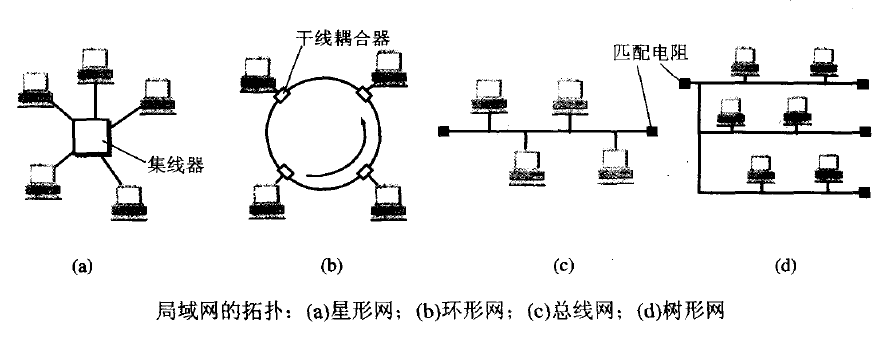 干线耦合器
匹配电阻
集线器
(a)
(b)
(c)
(d)
局域网的拓扑：(a)星形网；(b)环形网；(c)总线网；(d)树形网